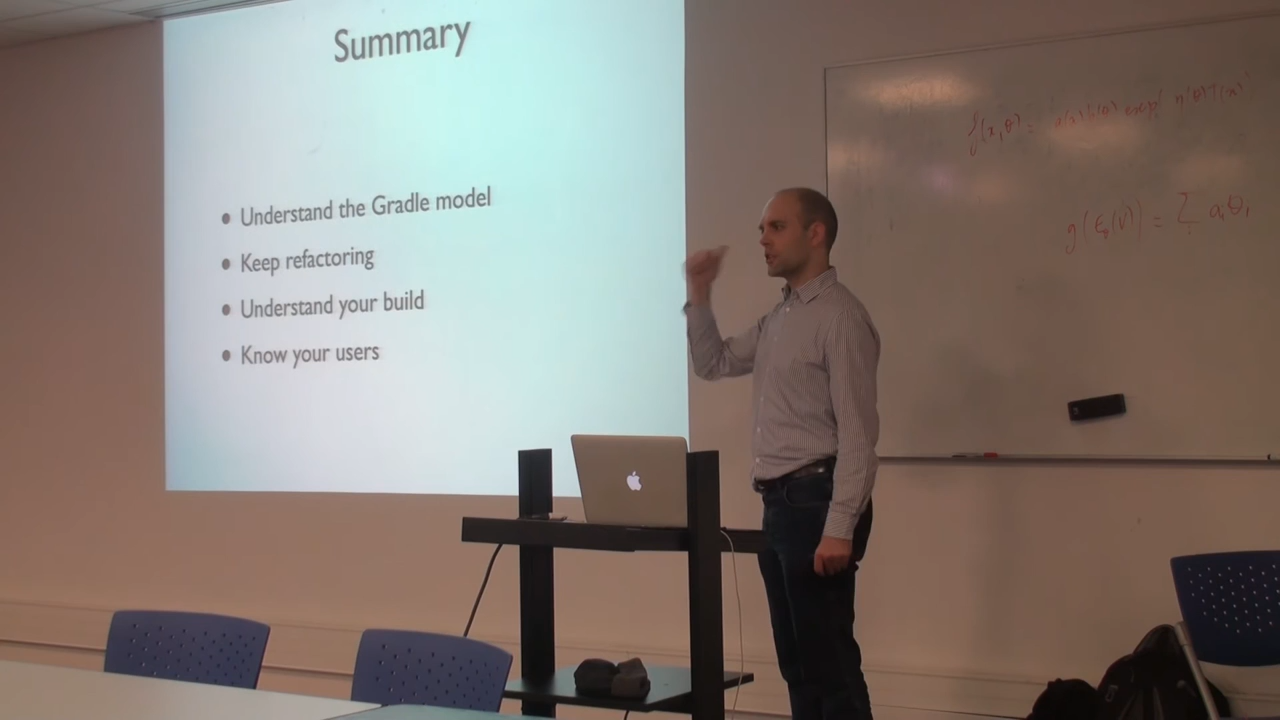 Summary
• Understand the Gradle model
• Keep refactoring
• Understand your build
• Know your users
f(x, θ) =